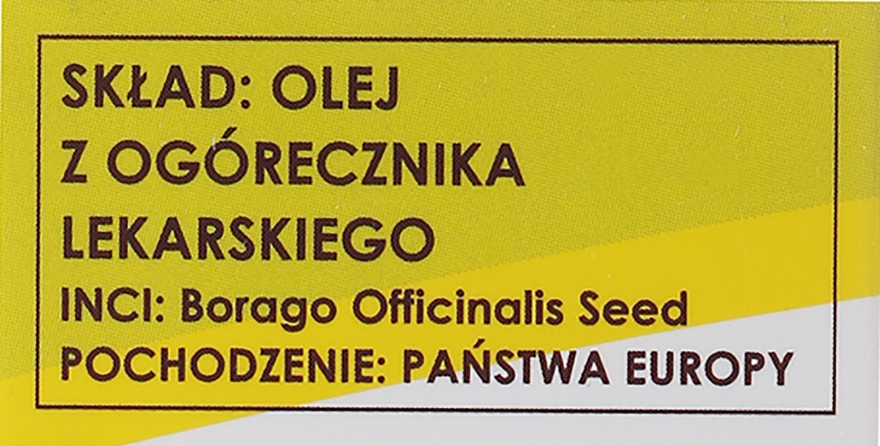 SKŁAD: OLEJ
Z OGÓRECZNIKA
LEKARSKIEGO
INCI: Borago Officinalis Seed
POCHODZENIE: PAŃSTWA EUROPY